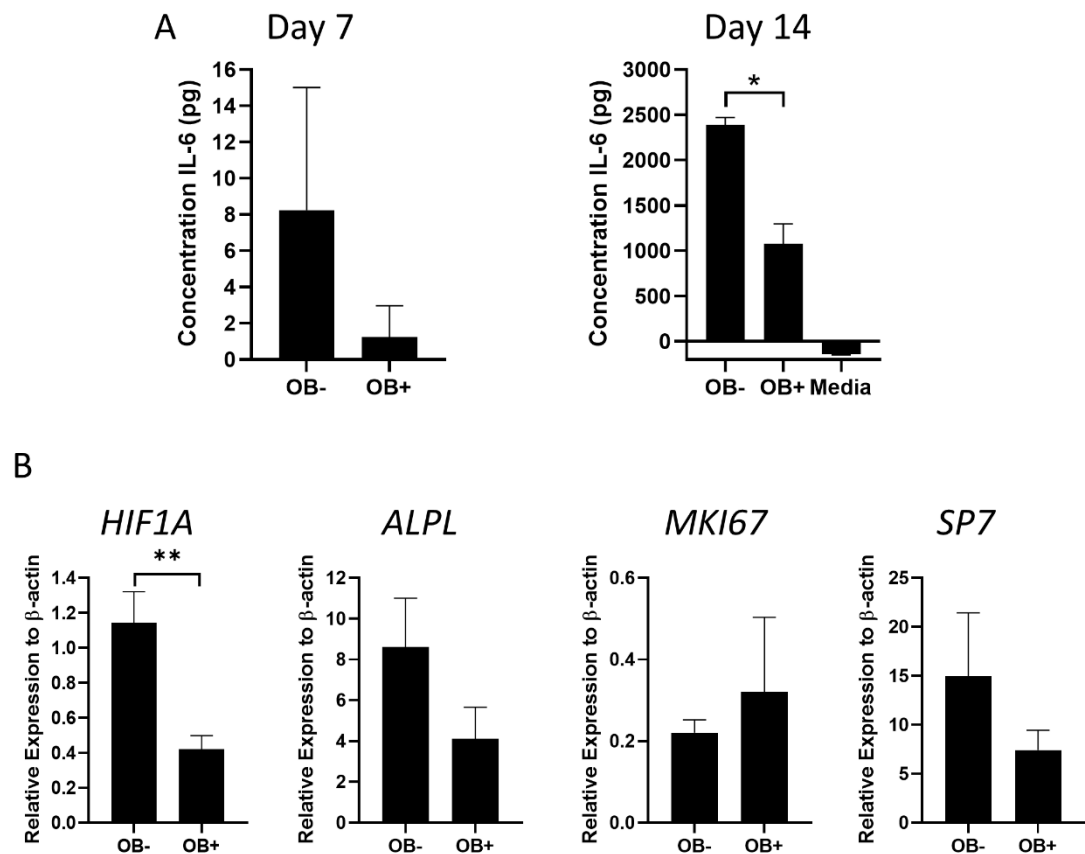 A
Day 7
Concentration IL-6 (pg)
16
14
12
10
8
6
4
2
0
OB-
OB+
Day 14
Concentration IL-6 (pg)
3000
2500
2000
1500
1000
500
0
*
OB-
OB+
Media
B
HIF1A
Relative Expression to β-actin
1.4
1.2
1.0
0.8
0.6
0.4
0.2
0.0
**
OB-
OB+
ALPL
Relative Expression to β-actin
12
10
8
6
4
2
0
OB-
OB+
MKI67
Relative Expression to β-actin
0.6
0.4
0.2
0.0
OB-
OB+
SP7
Relative Expression to β-actin
25
20
15
10
5
0
OB-
OB+